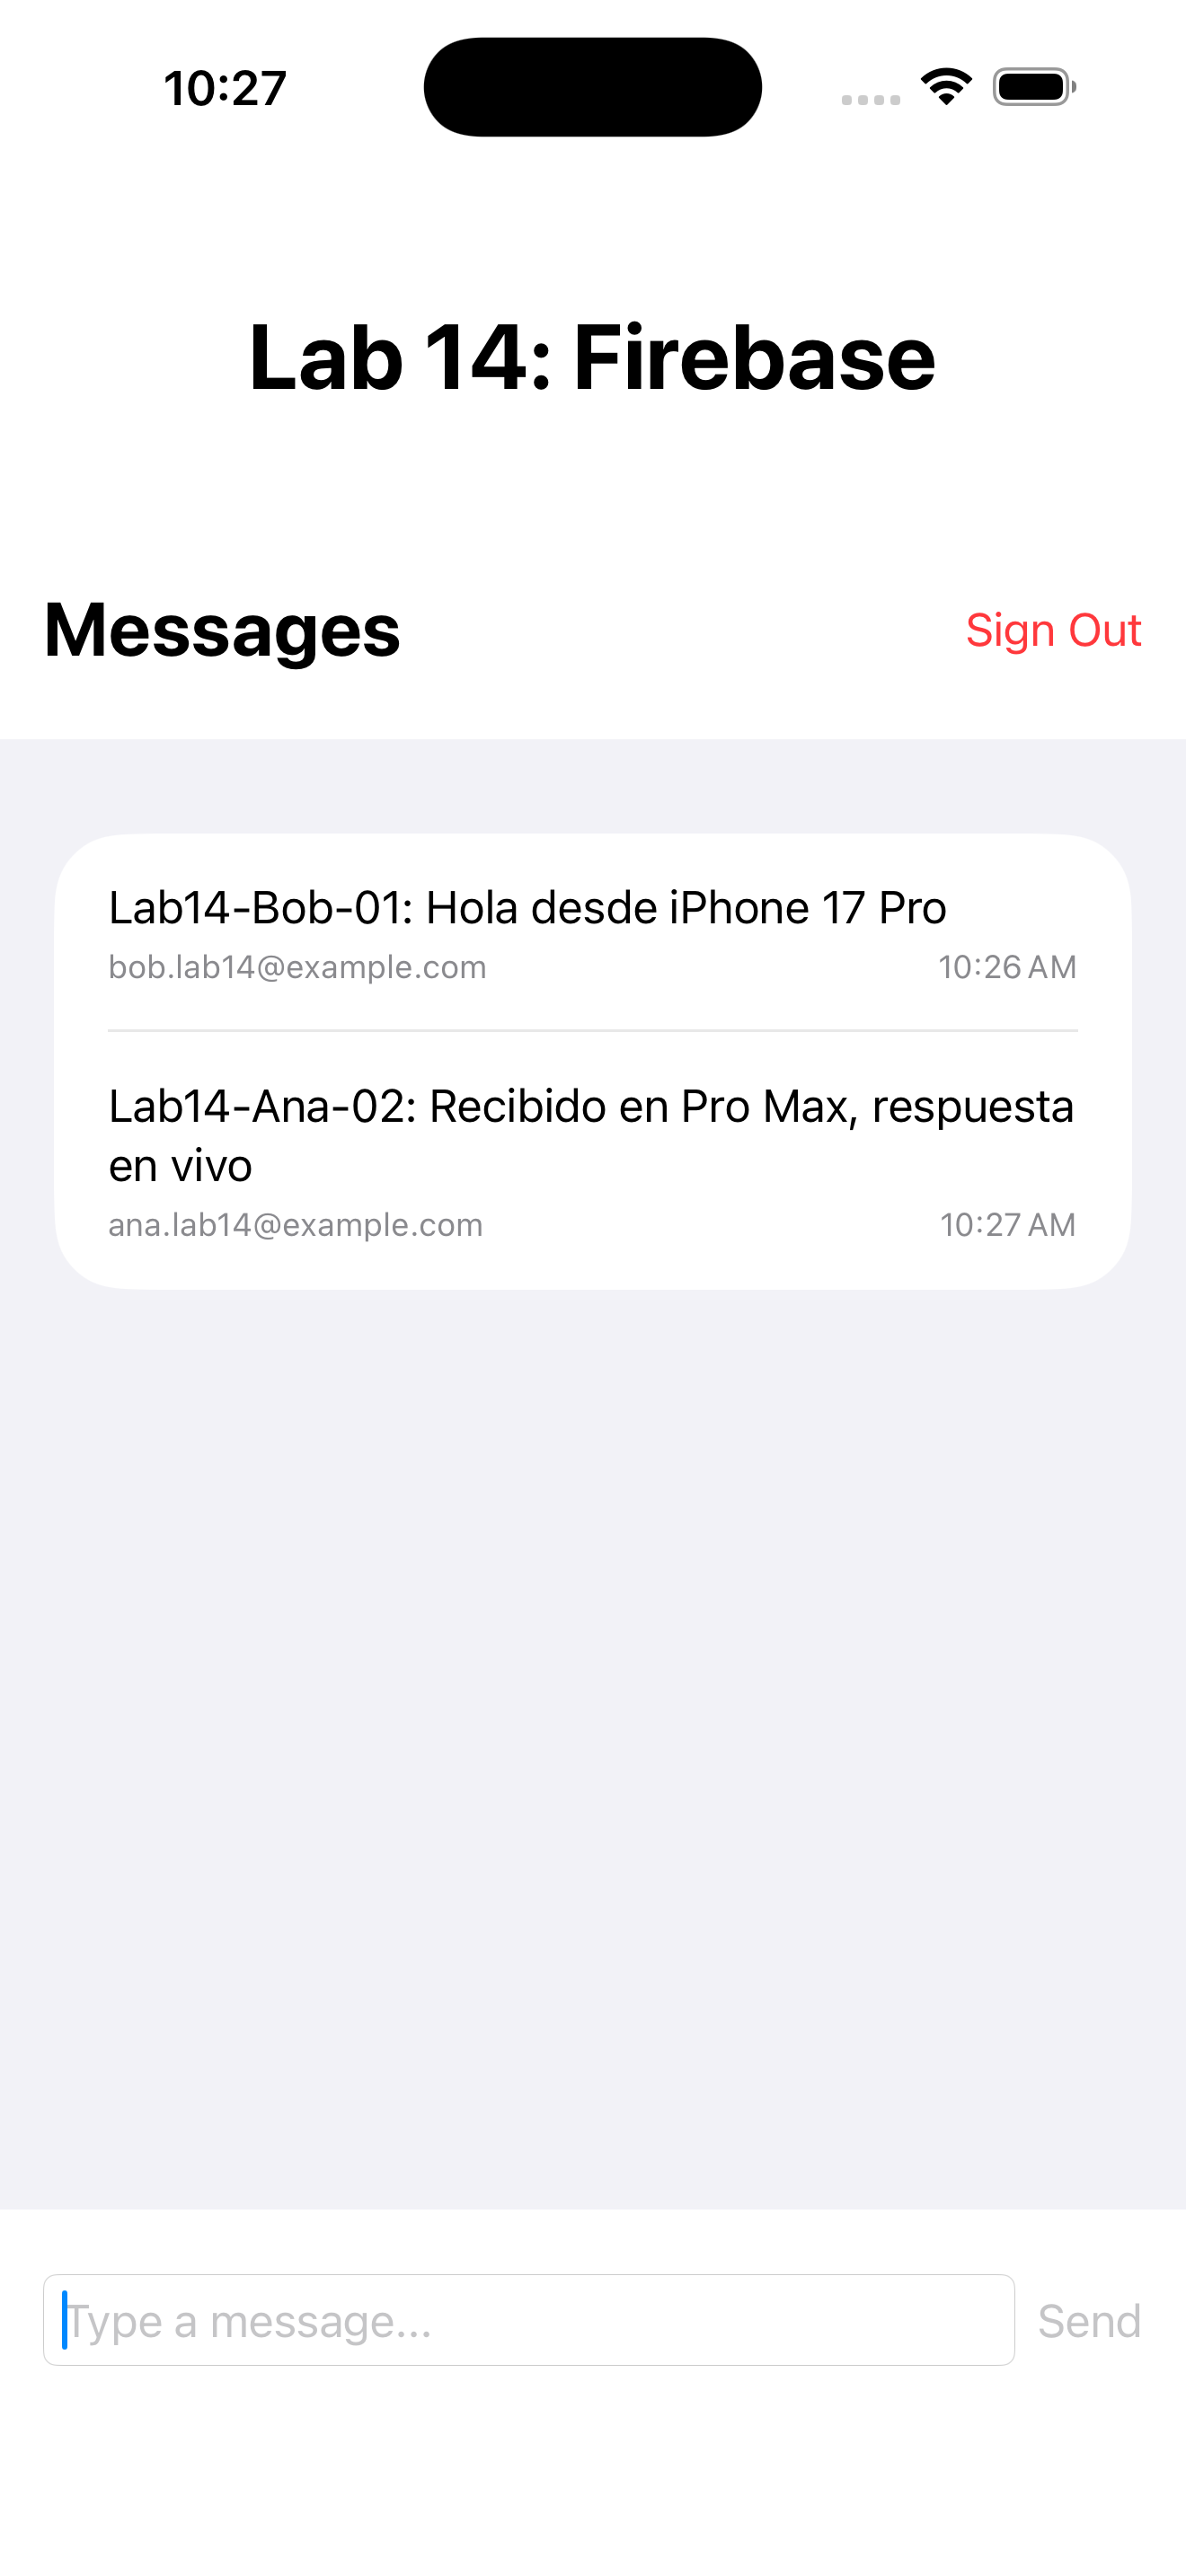 10:27
Lab 14: Firebase
Messages
Sign Out
Lab14-Bob-01: Hola desde iPhone 17 Pro
bob.lab14@example.com 10:26 AM
Lab14-Ana-02: Recibido en Pro Max, respuesta
en vivo
ana.lab14@example.com 10:27 AM
Type a message...
Send